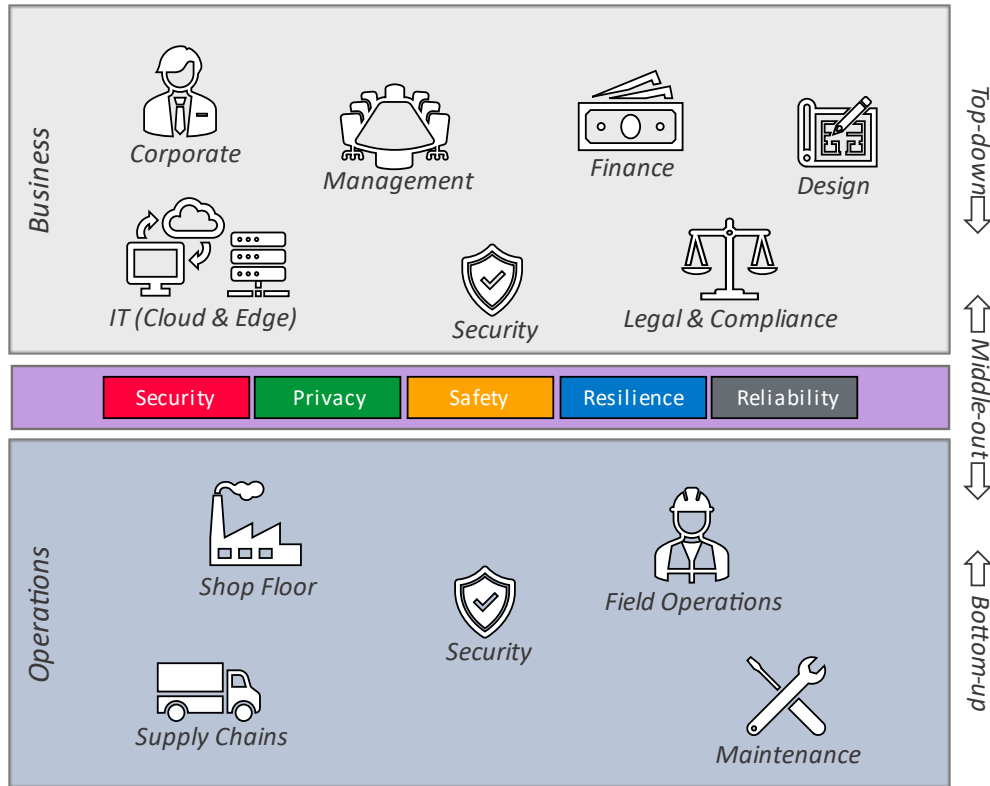 Business
Corporate
Management
Finance
Design
IT (Cloud & Edge)
Security
Legal & Compliance
Security
Privacy
Safety
Resilience
Reliability
Operations
Shop Floor
Field Operations
Security
Supply Chains
Maintenance
Top-down
Middle-out
Bottom-up